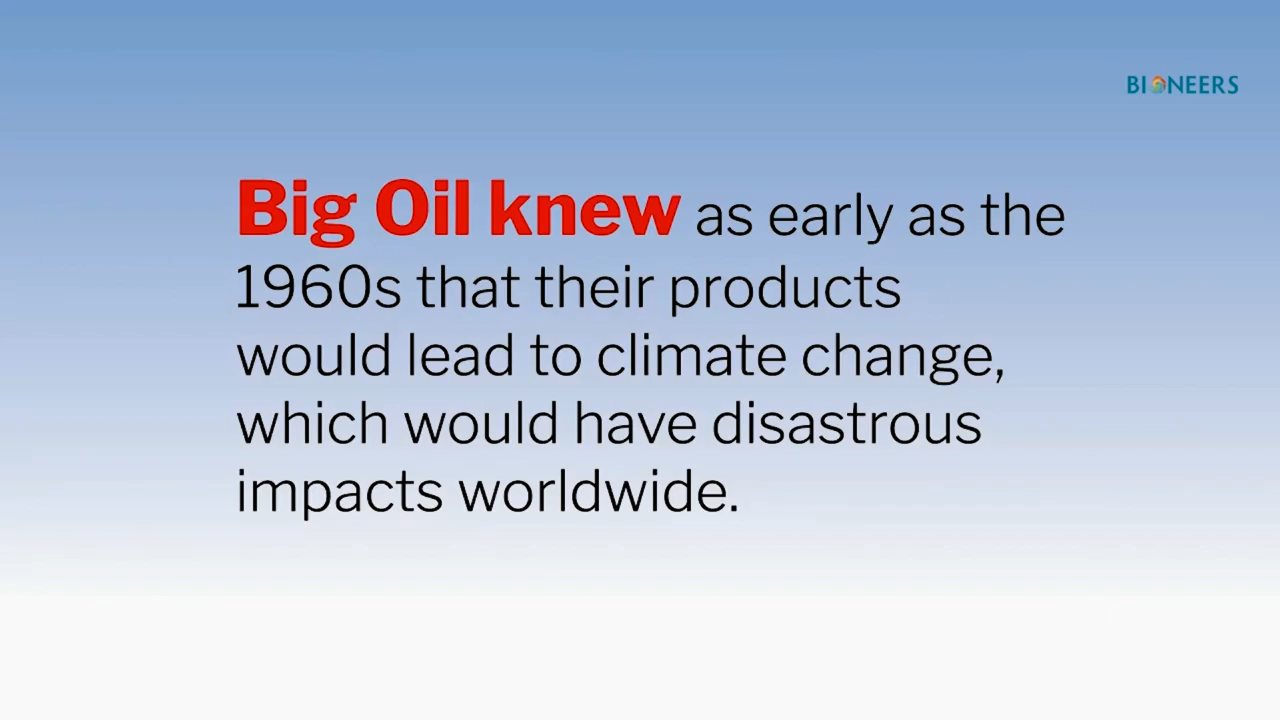 BIONEERS
Big Oil knew as early as the
1960s that their products
would lead to climate change,
which would have disastrous
impacts worldwide.